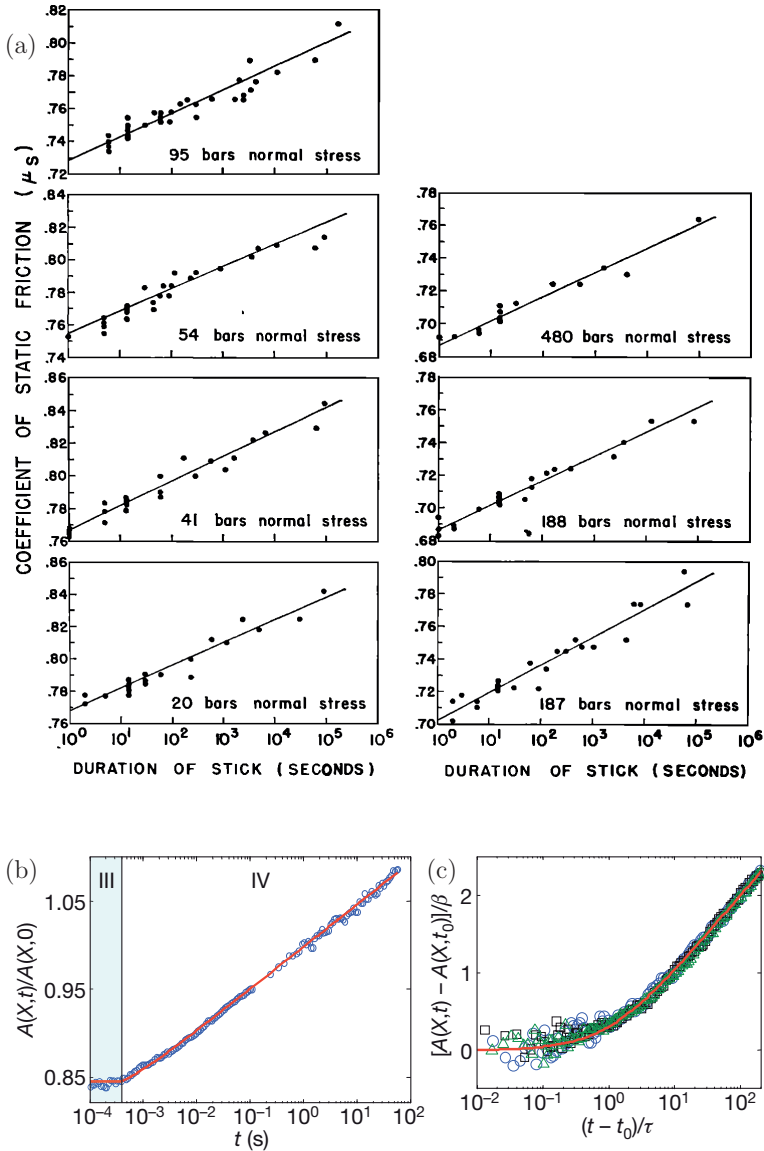 (a)
COEFFICIENT OF STATIC FRICTION (μs)
.82
.80
.78
.76
.74
.72
95 bars normal stress
.84
.82
.80
.78
.76
.74
54 bars normal stress
.86
.84
.82
.80
.78
.76
41 bars normal stress
.86
.84
.82
.80
.78
.76
20 bars normal stress
10⁰ 10¹ 10² 10³ 10⁴ 10⁵ 10⁶
DURATION OF STICK (SECONDS)
.78
.76
.74
.72
.70
.68
480 bars normal stress
.78
.76
.74
.72
.70
.68
188 bars normal stress
.80
.78
.76
.74
.72
.70
187 bars normal stress
10⁰ 10¹ 10² 10³ 10⁴ 10⁵ 10⁶
DURATION OF STICK (SECONDS)
(b)
III IV
A(X,t)/A(X,0)
1.05
0.95
0.85
10⁻⁴ 10⁻³ 10⁻² 10⁻¹ 10⁰ 10¹ 10²
t (s)
(c)
[A(X,t) − A(X,t₀)]/β
2
1
0
10⁻² 10⁻¹ 10⁰ 10¹ 10²
(t − t₀)/τ